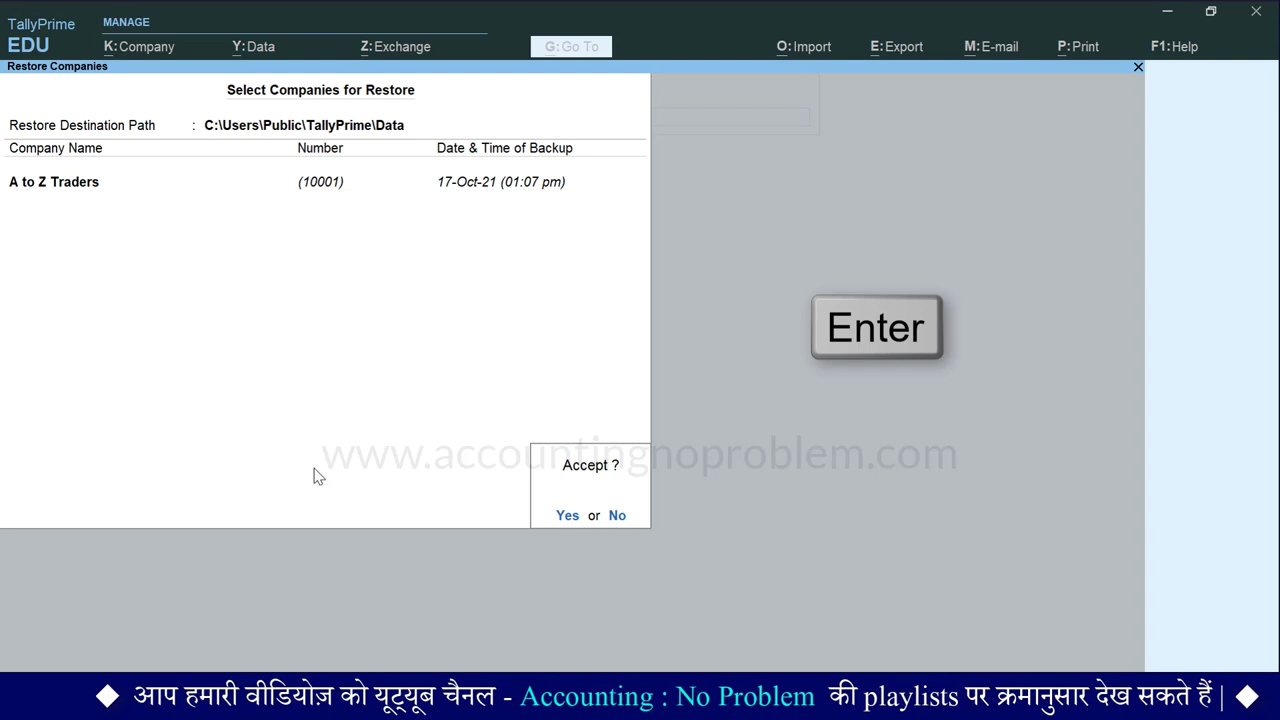 TallyPrime
EDU
MANAGE
K:Company Y:Data Z:Exchange G:Go To O:Import E:Export M:E-mail P:Print F1:Help
Restore Companies
Select Companies for Restore
Restore Destination Path : C:\Users\Public\TallyPrime\Data
Company Name Number Date & Time of Backup
A to Z Traders (10001) 17-Oct-21 (01:07 pm)
Enter
www.accountingnoproblem.com
Accept ?
Yes or No
आप हमारी वीडियोज़ को यूट्यूब चैनल - Accounting : No Problem की playlists पर क्रमानुसार देख सकते हैं |